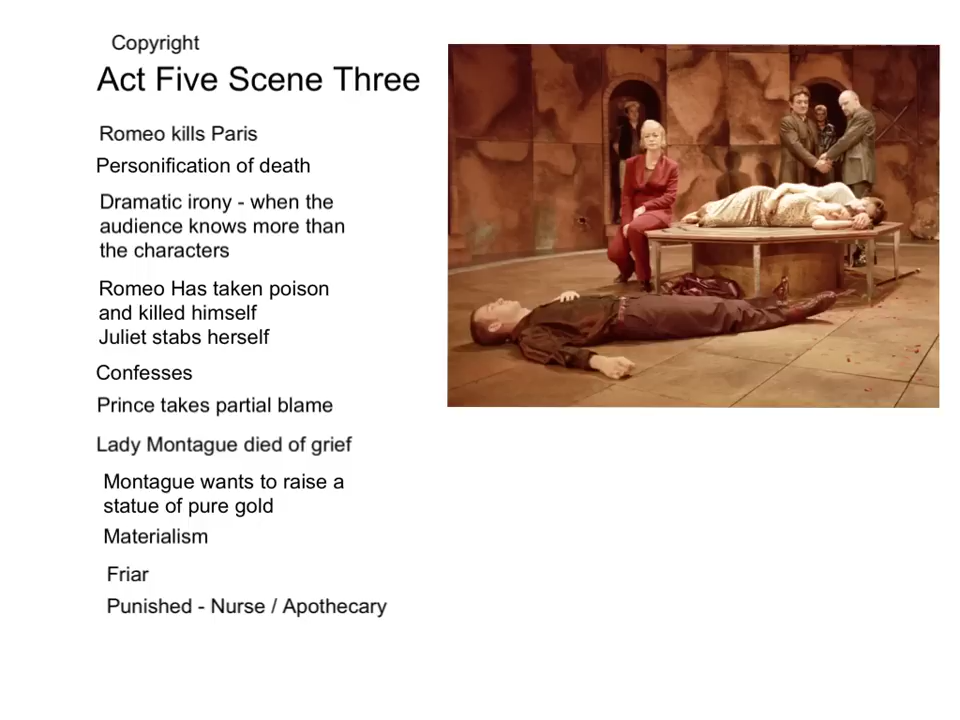 Copyright
Act Five Scene Three
Romeo kills Paris
Personification of death
Dramatic irony - when the
audience knows more than
the characters
Romeo Has taken poison
and killed himself
Juliet stabs herself
Confesses
Prince takes partial blame
Lady Montague died of grief
Montague wants to raise a
statue of pure gold
Materialism
Friar
Punished - Nurse / Apothecary